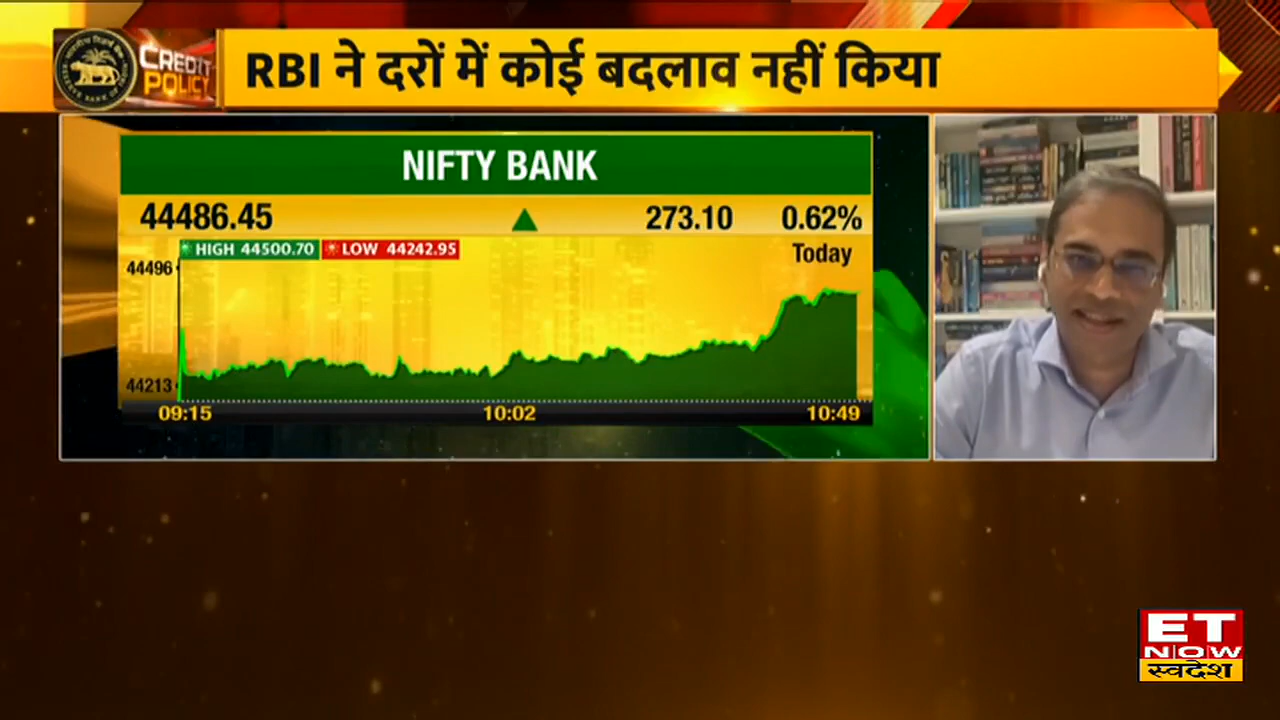 CREDIT
POLICY
RBI ने दरों में कोई बदलाव नहीं किया
NIFTY BANK
44486.45 ▲ 273.10 0.62%
HIGH 44500.70 LOW 44242.95 Today
44496
44213
09:15 10:02 10:49
ET
NOW
स्वदेश